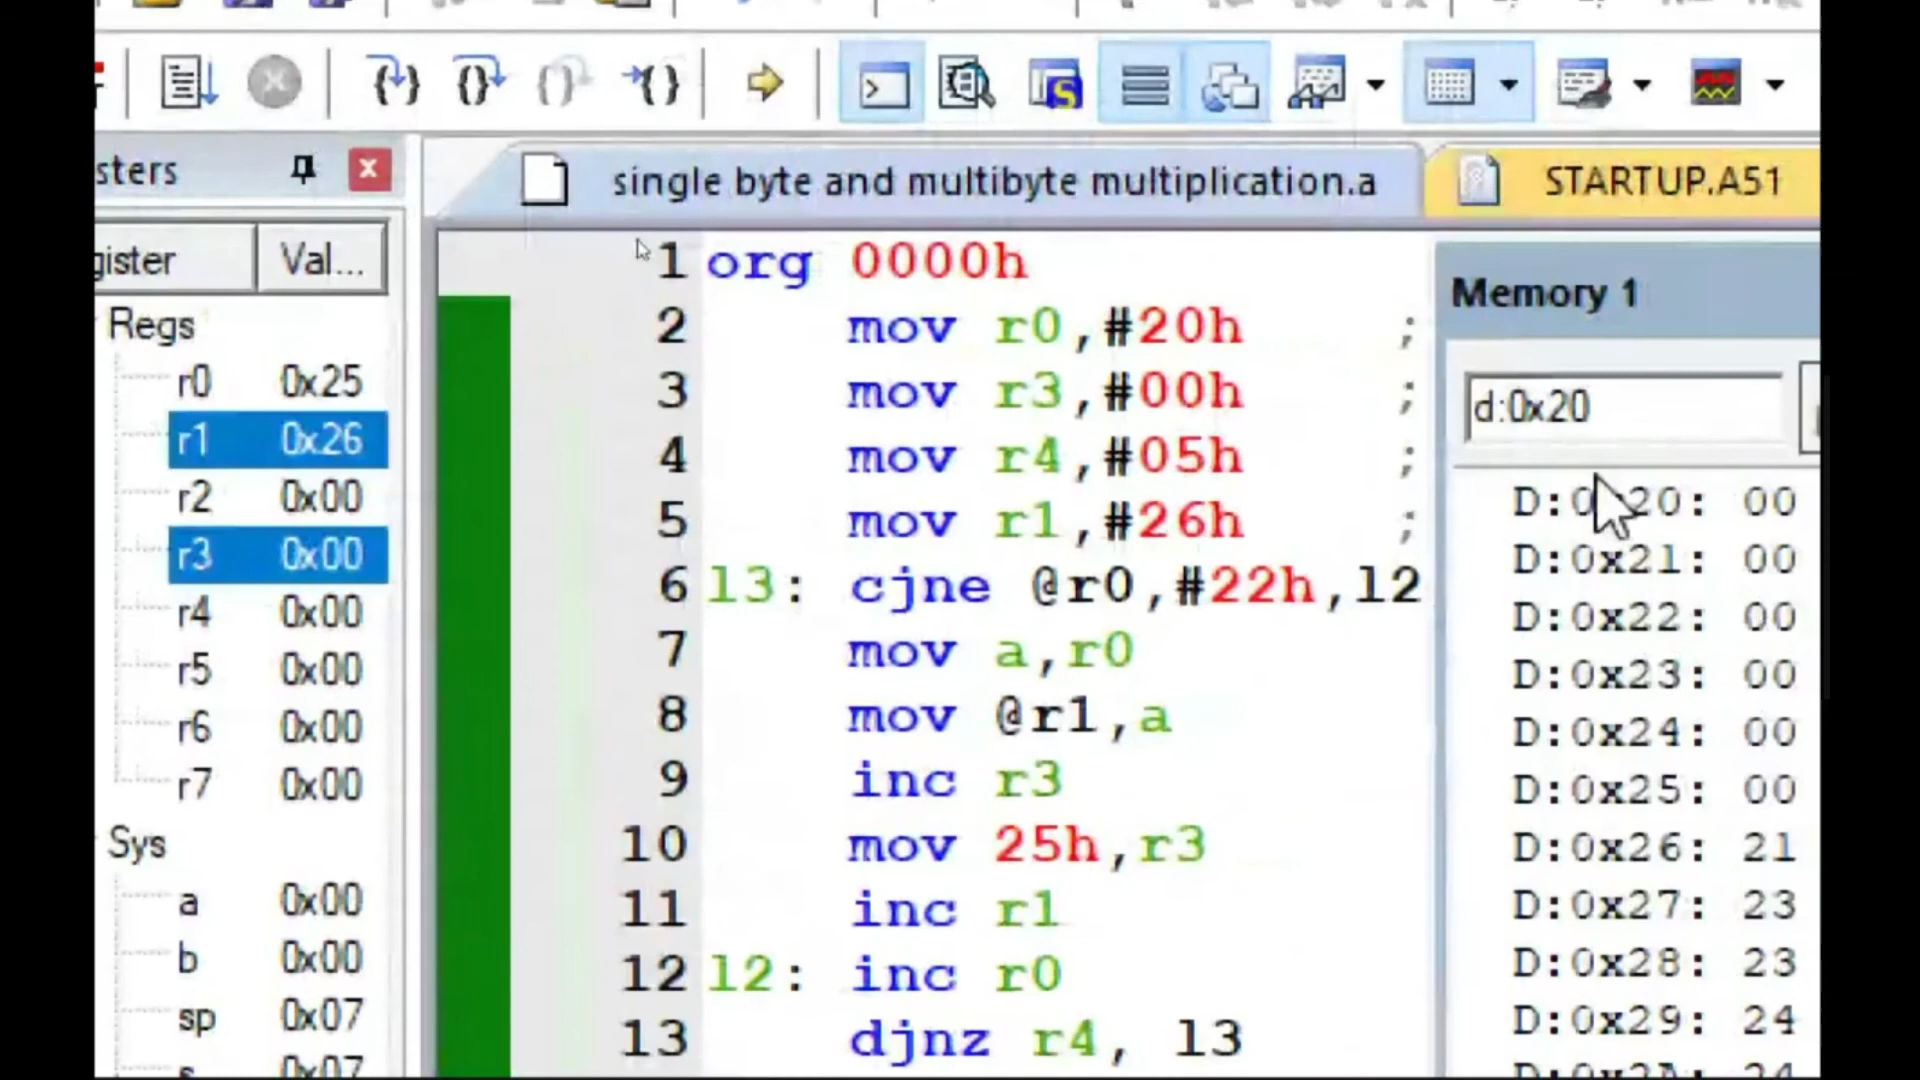 single byte and multibyte multiplication.a
STARTUP.A51
sters
gister Val...
Regs
r0 0x25
r1 0x26
r2 0x00
r3 0x00
r4 0x00
r5 0x00
r6 0x00
r7 0x00
Sys
a 0x00
b 0x00
sp 0x07
s 0x07
1 org 0000h
2 mov r0,#20h ;
3 mov r3,#00h ;
4 mov r4,#05h ;
5 mov r1,#26h ;
6 l3: cjne @r0,#22h,l2
7 mov a,r0
8 mov @r1,a
9 inc r3
10 mov 25h,r3
11 inc r1
12 l2: inc r0
13 djnz r4, l3
Memory 1
d:0x20
D:0x20: 00
D:0x21: 00
D:0x22: 00
D:0x23: 00
D:0x24: 00
D:0x25: 00
D:0x26: 21
D:0x27: 23
D:0x28: 23
D:0x29: 24
D:0x2A: 24